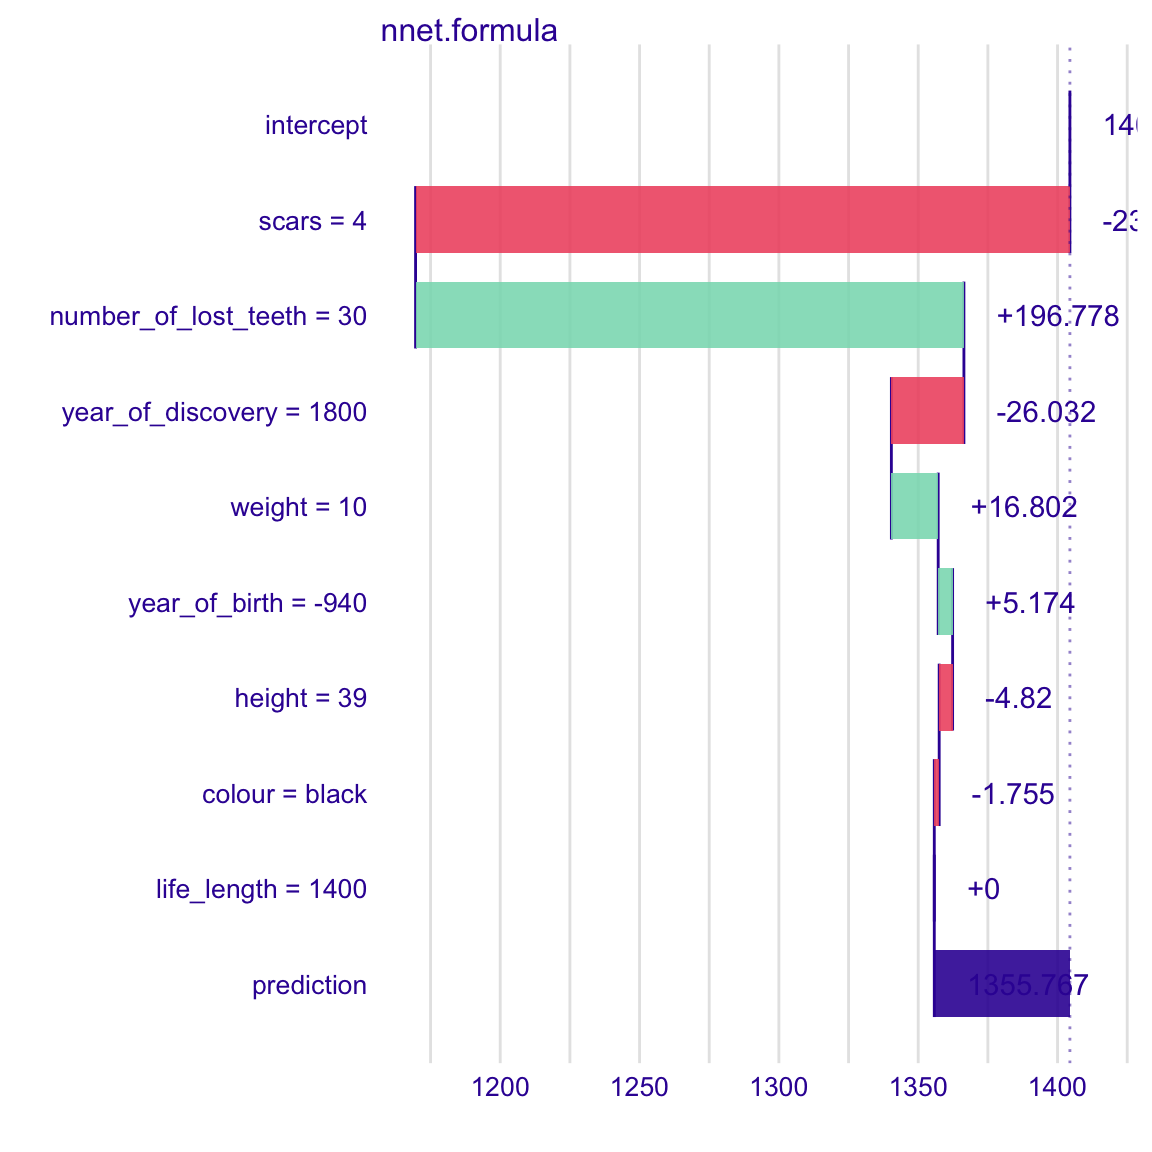 nnet.formula
intercept
scars = 4
number_of_lost_teeth = 30 +196.778
year_of_discovery = 1800 -26.032
weight = 10 +16.802
year_of_birth = -940 +5.174
height = 39 -4.82
colour = black -1.755
life_length = 1400 +0
prediction 1355.767
1200 1250 1300 1350 1400